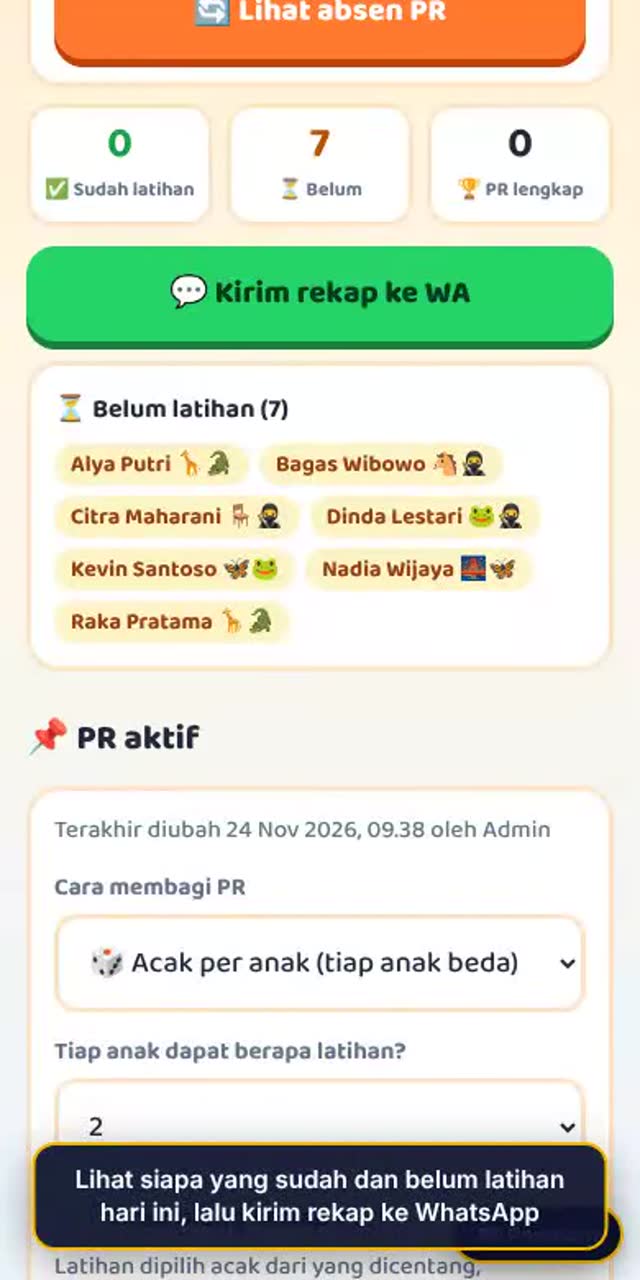 🔄 Lihat absen PR
0
7
0
✅ Sudah latihan
⏳ Belum
🏆 PR lengkap
💬 Kirim rekap ke WA
⏳ Belum latihan (7)
Alya Putri 🦒🐊
Bagas Wibowo 🐴🥷
Citra Maharani 🪑🥷
Dinda Lestari 🐸🥷
Kevin Santoso 🦋🐸
Nadia Wijaya 🌉🦋
Raka Pratama 🦒🐊
📌 PR aktif
Terakhir diubah 24 Nov 2026, 09.38 oleh Admin
Cara membagi PR
🎲 Acak per anak (tiap anak beda)
Tiap anak dapat berapa latihan?
2
Lihat siapa yang sudah dan belum latihan
hari ini, lalu kirim rekap ke WhatsApp
Latihan dipilih acak dari yang dicentang,